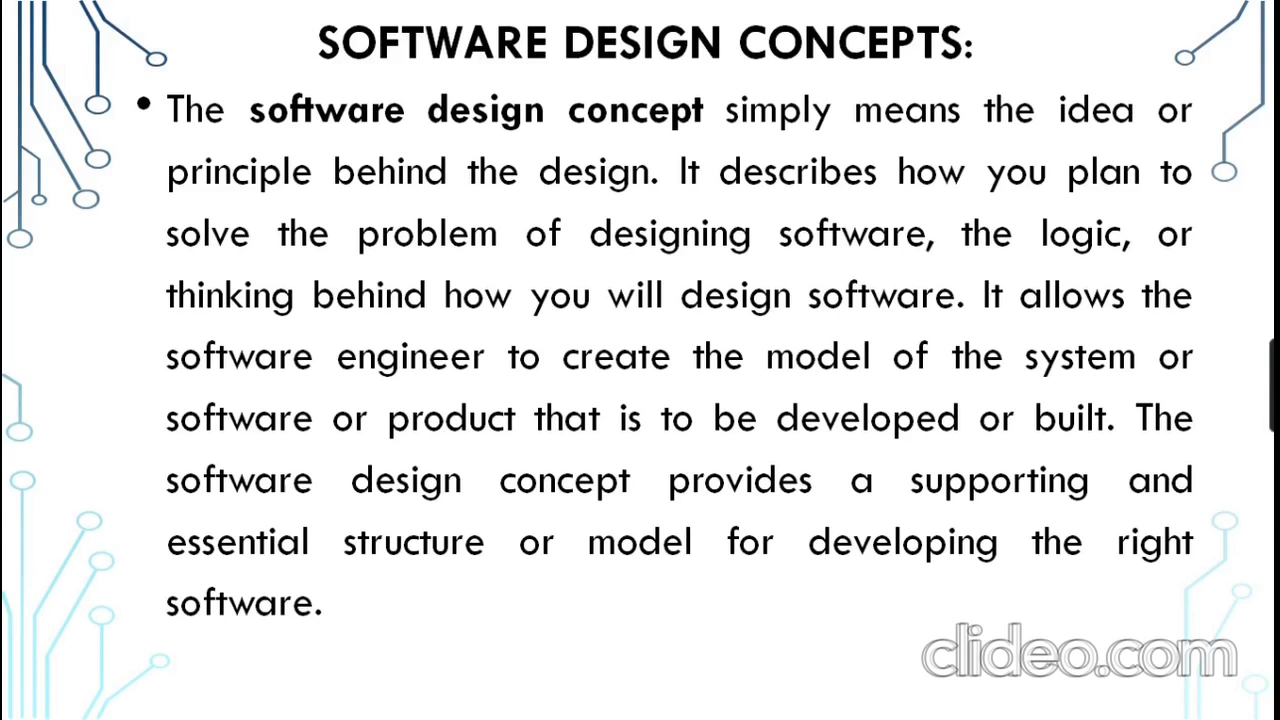 SOFTWARE DESIGN CONCEPTS:
• The software design concept simply means the idea or
principle behind the design. It describes how you plan to
solve the problem of designing software, the logic, or
thinking behind how you will design software. It allows the
software engineer to create the model of the system or
software or product that is to be developed or built. The
software design concept provides a supporting and
essential structure or model for developing the right
software.
clideo.com